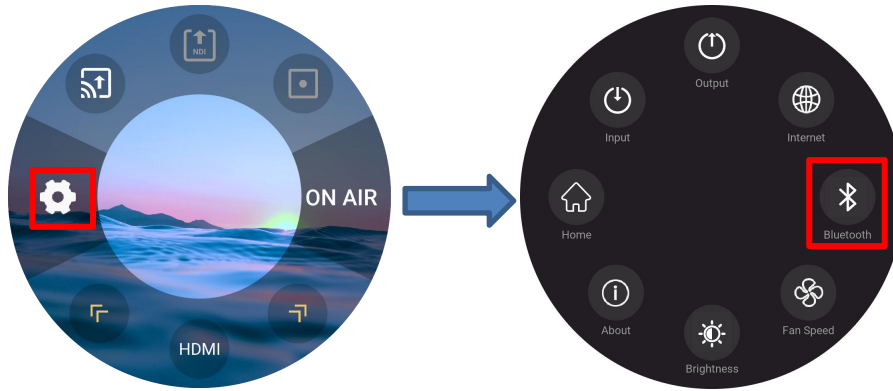 NDI
ON AIR
HDMI
Output
Input
Internet
Home
Bluetooth
About
Fan Speed
Brightness